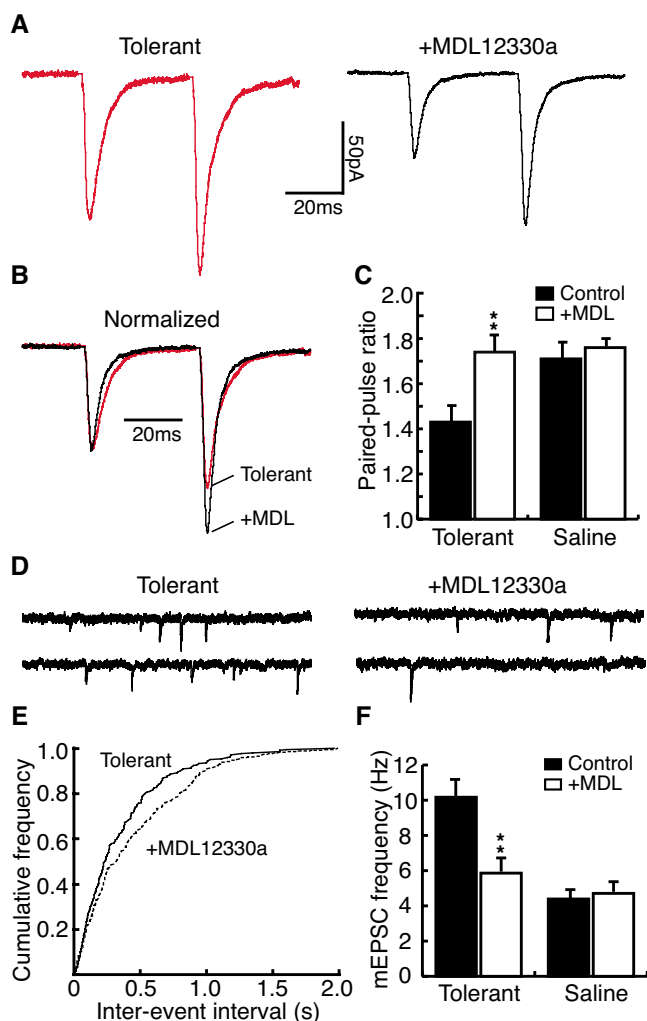 A
Tolerant
+MDL12330a
50pA
20ms
B
Normalized
20ms
Tolerant
+MDL
C
Control
+MDL
**
Paired-pulse ratio
2.0
1.8
1.6
1.4
1.2
1.0
Tolerant
Saline
D
Tolerant
+MDL12330a
E
Cumulative frequency
1.0
0.8
0.6
0.4
0.2
Tolerant
+MDL12330a
0
0.5
1.0
1.5
2.0
Inter-event interval (s)
F
Control
+MDL
**
mEPSC frequency (Hz)
12
10
8
6
4
2
0
Tolerant
Saline